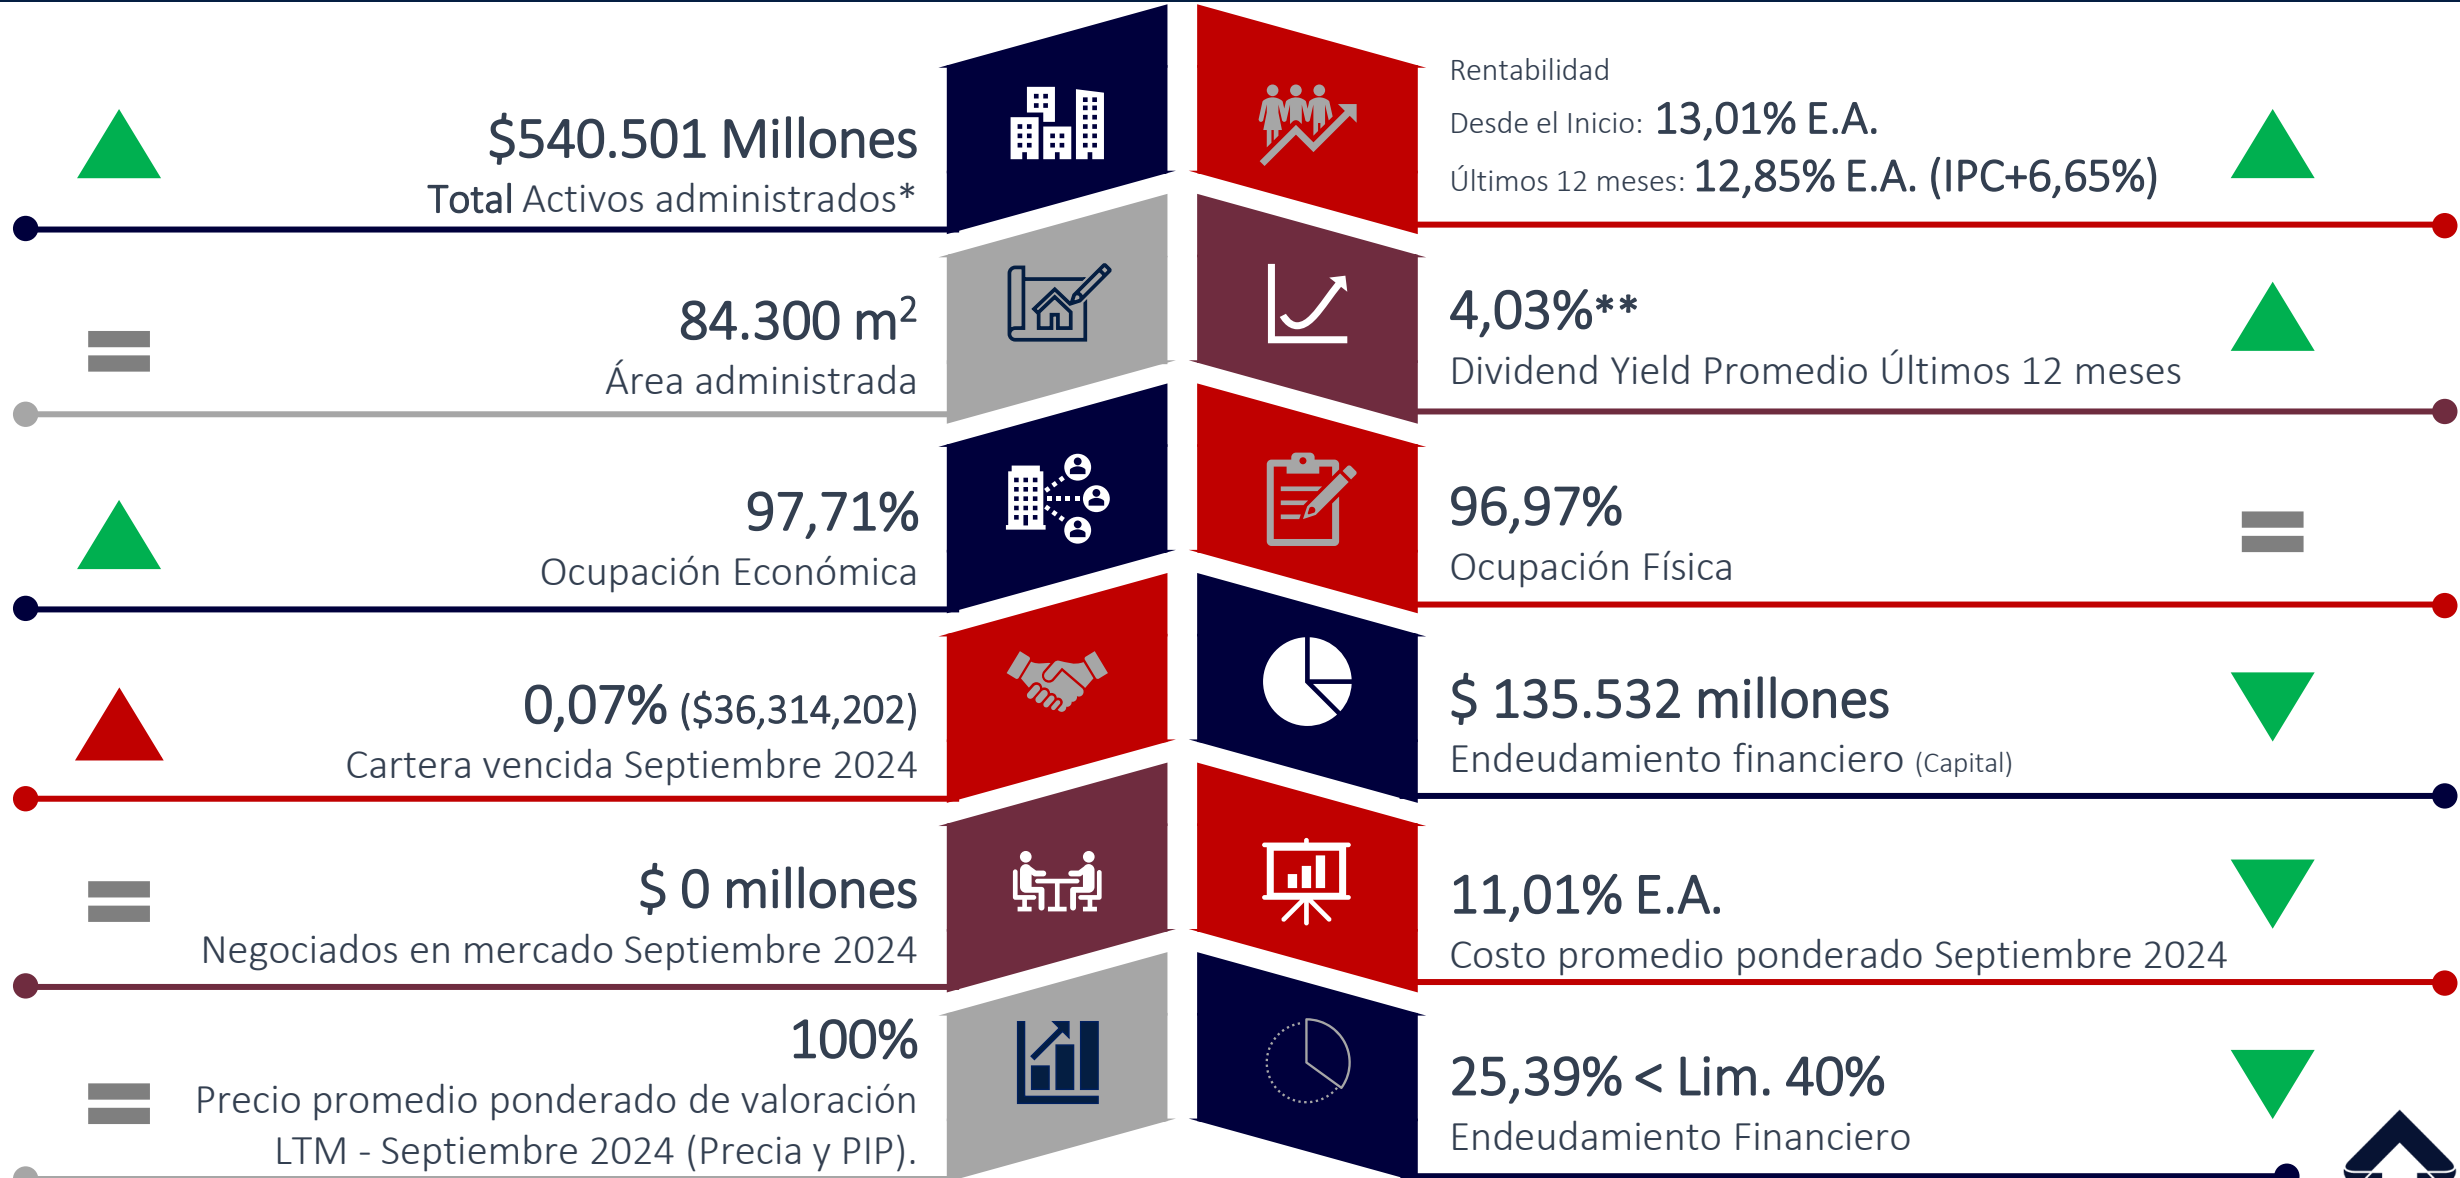 $540.501 Millones
Total Activos administrados*
84.300 m²
Área administrada
97,71%
Ocupación Económica
0,07% ($36,314,202)
Cartera vencida Septiembre 2024
$ 0 millones
Negociados en mercado Septiembre 2024
100%
Precio promedio ponderado de valoración
LTM - Septiembre 2024 (Precia y PIP).
Rentabilidad
Desde el Inicio: 13,01% E.A.
Últimos 12 meses: 12,85% E.A. (IPC+6,65%)
4,03%**
Dividend Yield Promedio Últimos 12 meses
96,97%
Ocupación Física
$ 135.532 millones
Endeudamiento financiero (Capital)
11,01% E.A.
Costo promedio ponderado Septiembre 2024
25,39% < Lim. 40%
Endeudamiento Financiero